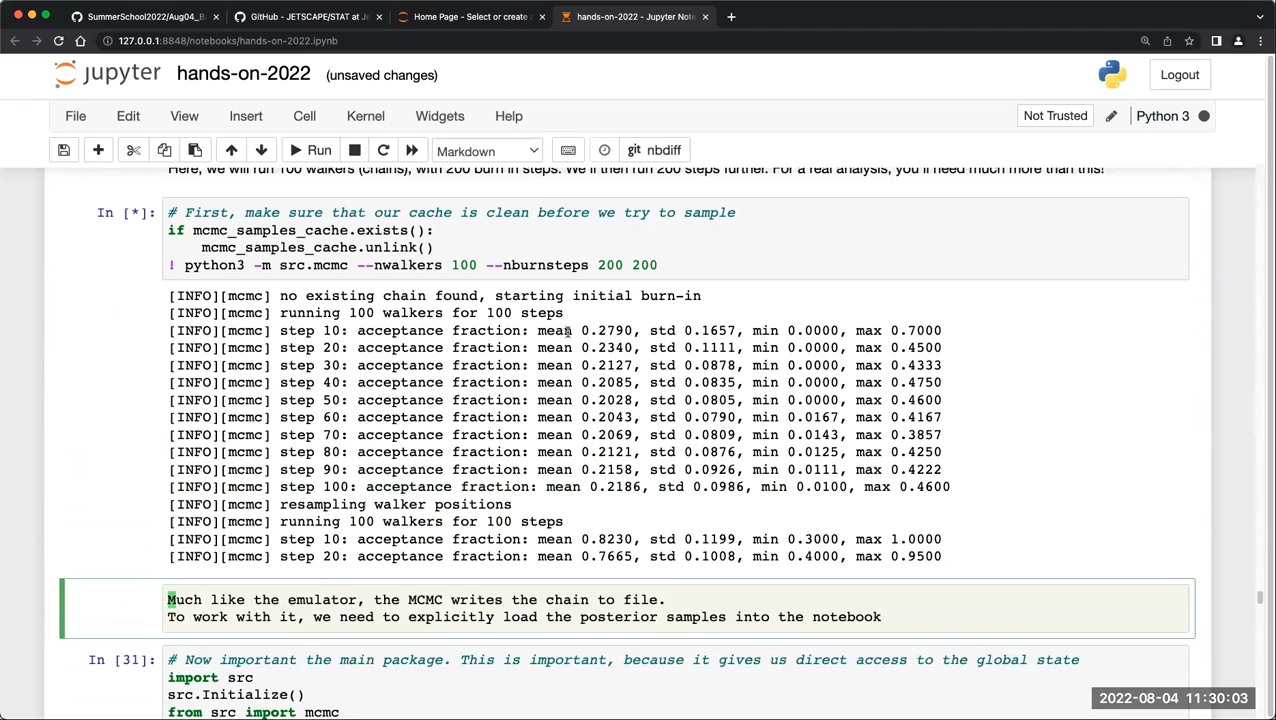 SummerSchool2022/Aug04_B
GitHub - JETSCAPE/STAT at Je
Home Page - Select or create
hands-on-2022 - Jupyter Note
127.0.0.1:8848/notebooks/hands-on-2022.ipynb
jupyter hands-on-2022 (unsaved changes)
Logout
File Edit View Insert Cell Kernel Widgets Help
Not Trusted Python 3
Run Markdown git nbdiff
Here, we will run 100 walkers (chains), with 200 burn in steps. We'll then run 200 steps further. For a real analysis, you'll need much more than this!
In [*]: # First, make sure that our cache is clean before we try to sample
if mcmc_samples_cache.exists():
mcmc_samples_cache.unlink()
! python3 -m src.mcmc --nwalkers 100 --nburnsteps 200 200
[INFO][mcmc] no existing chain found, starting initial burn-in
[INFO][mcmc] running 100 walkers for 100 steps
[INFO][mcmc] step 10: acceptance fraction: mean 0.2790, std 0.1657, min 0.0000, max 0.7000
[INFO][mcmc] step 20: acceptance fraction: mean 0.2340, std 0.1111, min 0.0000, max 0.4500
[INFO][mcmc] step 30: acceptance fraction: mean 0.2127, std 0.0878, min 0.0000, max 0.4333
[INFO][mcmc] step 40: acceptance fraction: mean 0.2085, std 0.0835, min 0.0000, max 0.4750
[INFO][mcmc] step 50: acceptance fraction: mean 0.2028, std 0.0805, min 0.0000, max 0.4600
[INFO][mcmc] step 60: acceptance fraction: mean 0.2043, std 0.0790, min 0.0167, max 0.4167
[INFO][mcmc] step 70: acceptance fraction: mean 0.2069, std 0.0809, min 0.0143, max 0.3857
[INFO][mcmc] step 80: acceptance fraction: mean 0.2121, std 0.0876, min 0.0125, max 0.4250
[INFO][mcmc] step 90: acceptance fraction: mean 0.2158, std 0.0926, min 0.0111, max 0.4222
[INFO][mcmc] step 100: acceptance fraction: mean 0.2186, std 0.0986, min 0.0100, max 0.4600
[INFO][mcmc] resampling walker positions
[INFO][mcmc] running 100 walkers for 100 steps
[INFO][mcmc] step 10: acceptance fraction: mean 0.8230, std 0.1199, min 0.3000, max 1.0000
[INFO][mcmc] step 20: acceptance fraction: mean 0.7665, std 0.1008, min 0.4000, max 0.9500
Much like the emulator, the MCMC writes the chain to file.
To work with it, we need to explicitly load the posterior samples into the notebook
In [31]: # Now important the main package. This is important, because it gives us direct access to the global state
import src
src.Initialize()
from src import mcmc
2022-08-04 11:30:03